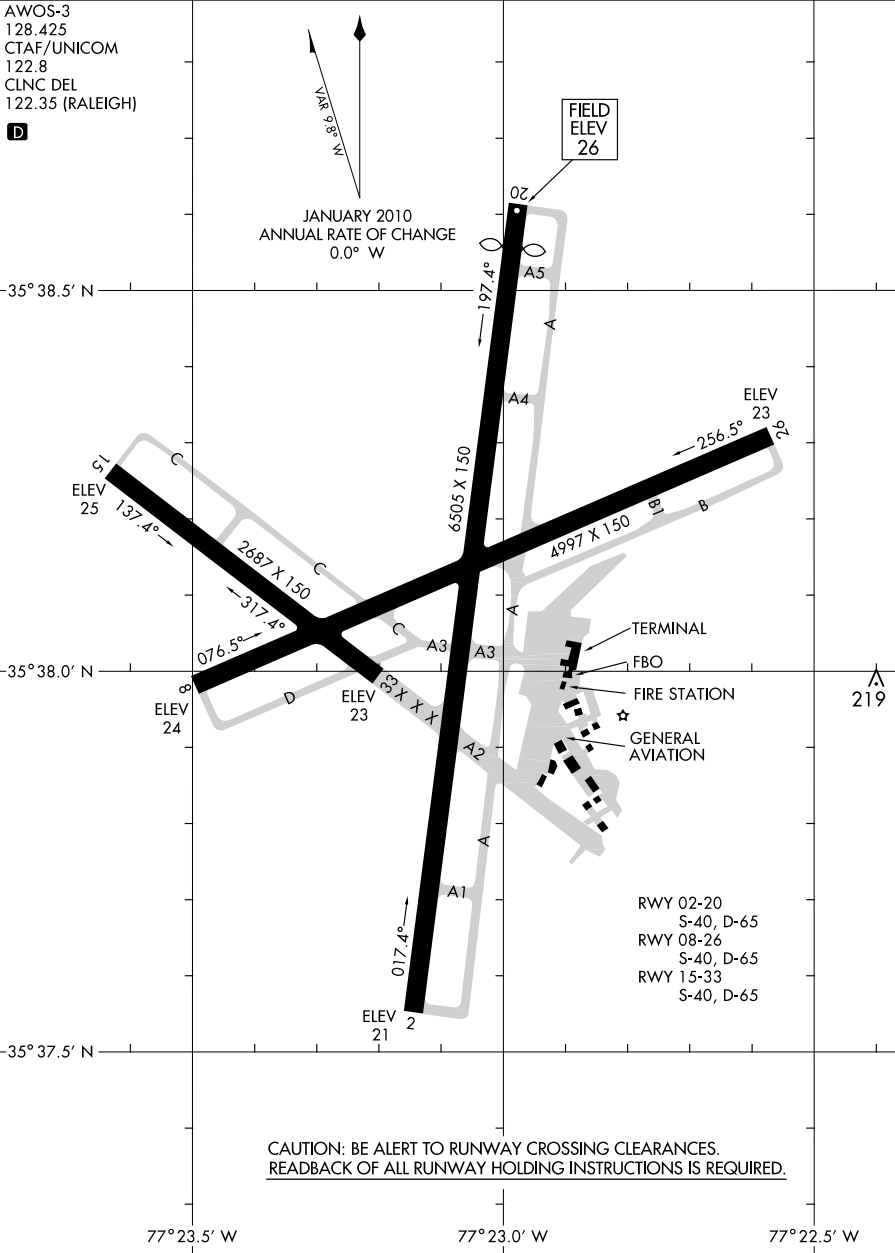 AWOS-3
128.425
CTAF/UNICOM
122.8
CLNC DEL
122.35 (RALEIGH)
D
VAR 9.8° W
JANUARY 2010
ANNUAL RATE OF CHANGE
0.0° W
FIELD
ELEV
26
20
A5
197.4°
35°38.5' N
A
A4
ELEV
23
26
256.5°
15
C
ELEV
25
137.4°
6505 X 150
B1
B
4997 X 150
2687 X 150
C
317.4°
A
C
076.5°
A3
A3
TERMINAL
FBO
35°38.0' N
8
ELEV
24
D
33
ELEV
23
X X X
FIRE STATION
219
A2
GENERAL
AVIATION
A
A1
017.4°
RWY 02-20
S-40, D-65
RWY 08-26
S-40, D-65
RWY 15-33
S-40, D-65
ELEV
21
2
35°37.5' N
CAUTION: BE ALERT TO RUNWAY CROSSING CLEARANCES.
READBACK OF ALL RUNWAY HOLDING INSTRUCTIONS IS REQUIRED.
77°23.5' W
77°23.0' W
77°22.5' W